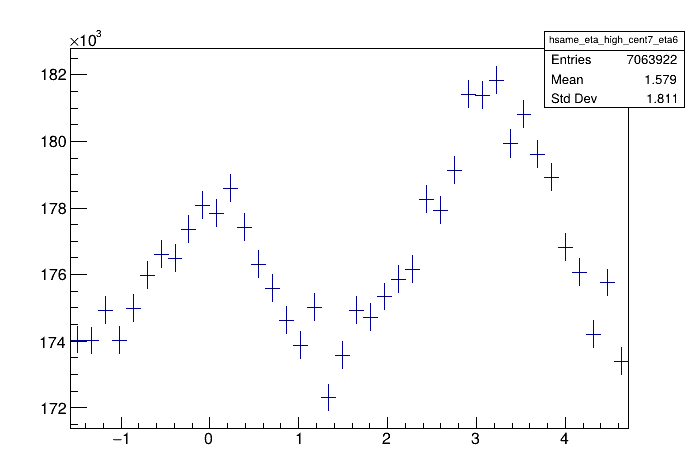 ×10³
hsame_eta_high_cent7_eta6
Entries 7063922
Mean 1.579
Std Dev 1.811
182
180
178
176
174
172
−1 0 1 2 3 4